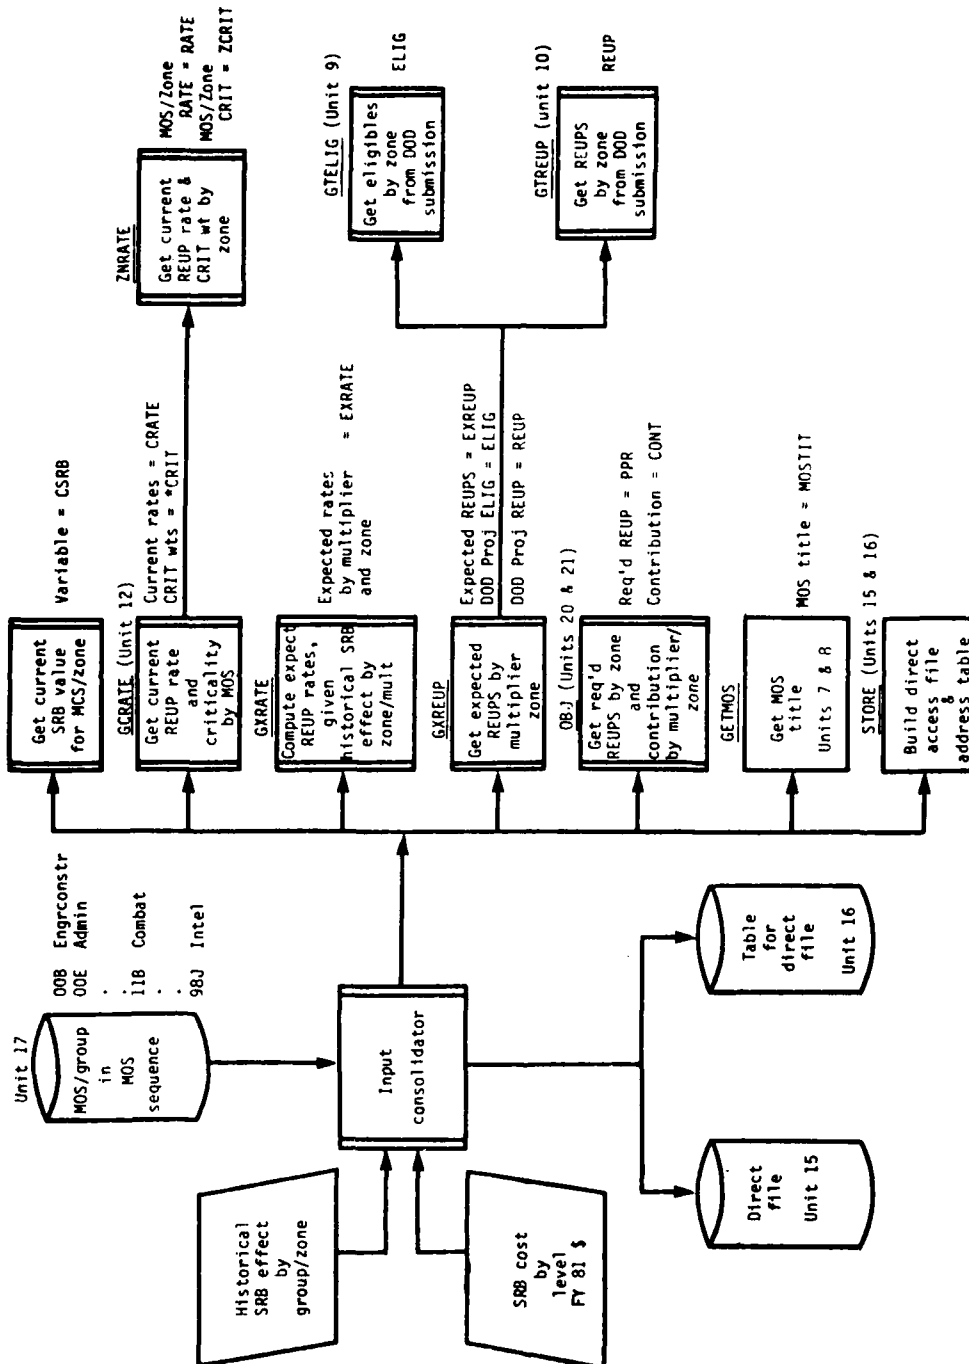 Unit 17
MOS/group
in
MOS
sequence
00B Engrconstr
00E Admin
.
.
11B Combat
.
.
98J Intel
Historical
SRB effect
by
group/zone
SRB cost
by
level
FY 81 $
Input
consolidator
Direct
file
Unit 15
Table
for
direct
file
Unit 16
Get current
SRB value
for MCS/zone
Variable = CSRB
GCRATE (Unit 12)
Get current
REUP rate
and
criticality
by MOS
Current rates = CRATE
CRIT wts = *CRIT
ZNRATE
Get current
REUP rate &
CRIT wt by
zone
MOS/Zone
RATE = RATE
MOS/Zone
CRIT = ZCRIT
GXRATE
Compute expect
REUP rates,
given
historical SRB
effect by
zone/mult
Expected rates
by multiplier = EXRATE
and zone
GXREUP
Get expected
REUPS by
multiplier
zone
Expected REUPS = EXREUP
DOD Proj ELIG = ELIG
DOD Proj REUP = REUP
GTELIG (Unit 9)
Get eligibles
by zone
from DOD
submission
ELIG
GTREUP (unit 10)
Get REUPS
by zone
from DOD
submission
REUP
OBJ (Units 20 & 21)
Get req'd
REUPS by zone
and
contribution
by multiplier/
zone
Req'd REUP = PPR
Contribution = CONT
GETMOS
Get MOS
title
Units 7 & 8
MOS title = MOSTIT
STORE (Units 15 & 16)
Build direct
access file
&
address table